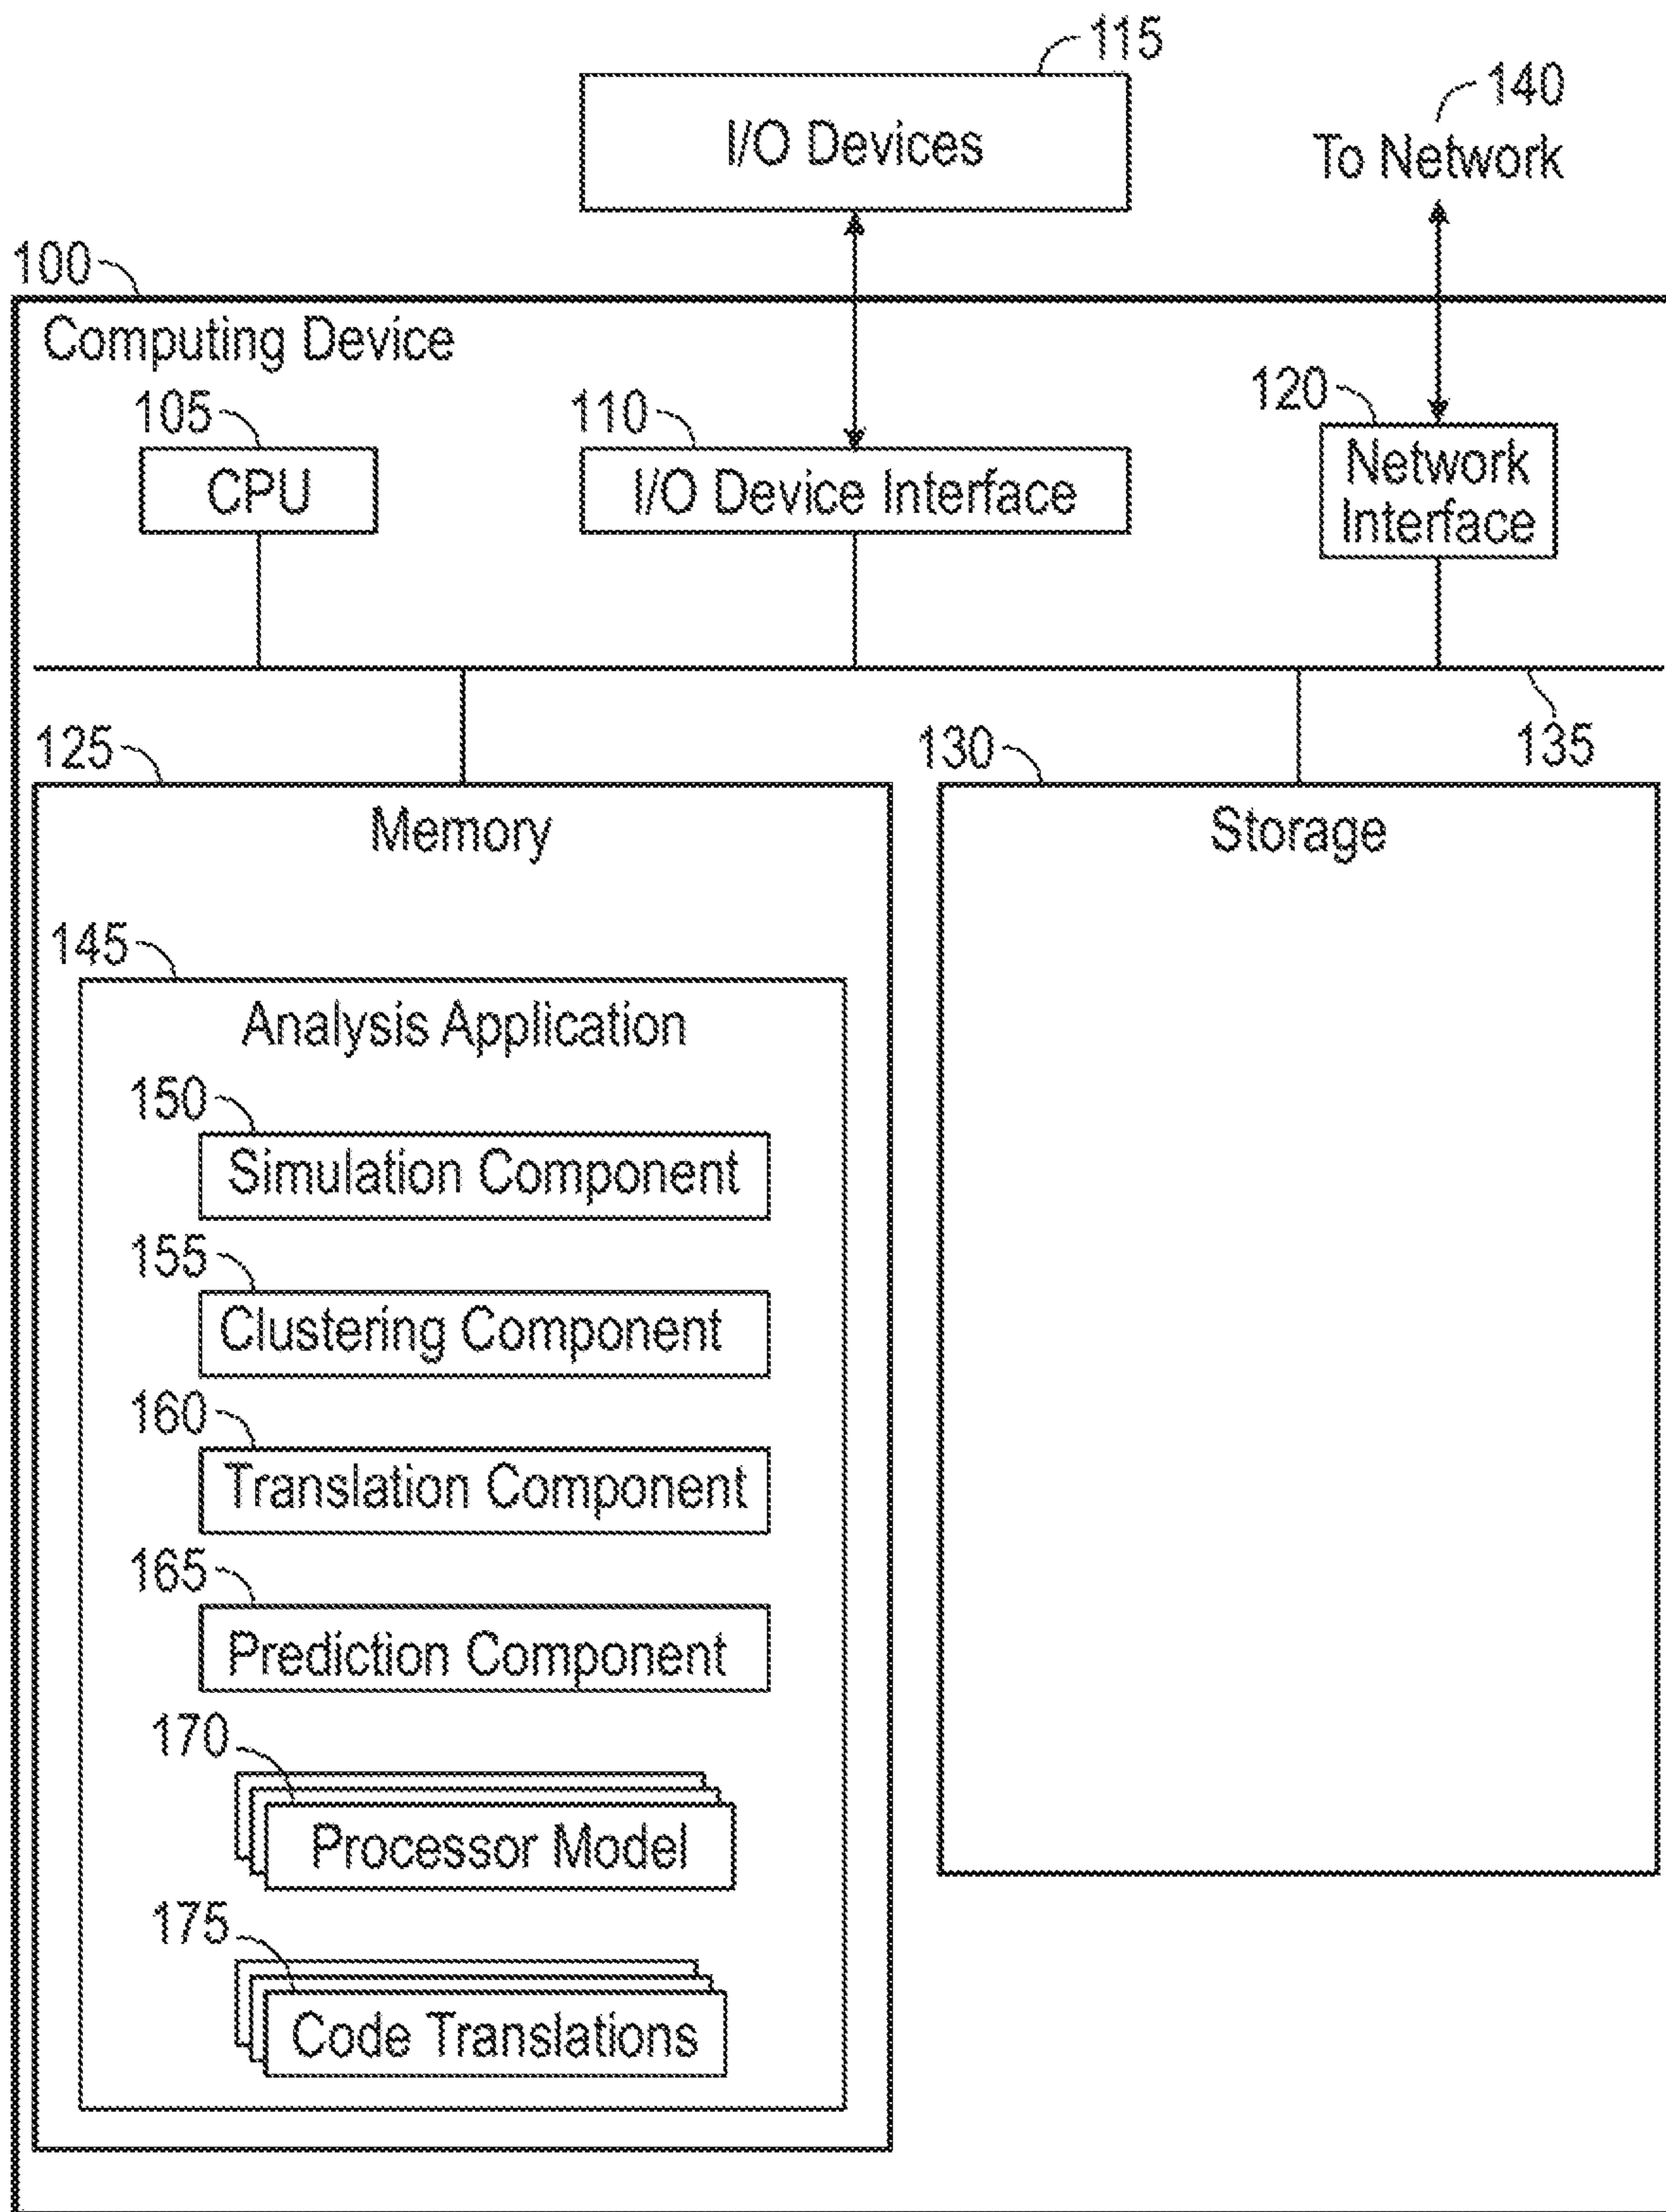 115
I/O Devices
140
To Network
100
Computing Device
105
CPU
110
I/O Device Interface
120
Network
Interface
135
125
Memory
130
Storage
145
Analysis Application
150
Simulation Component
155
Clustering Component
160
Translation Component
165
Prediction Component
170
Processor Model
175
Code Translations